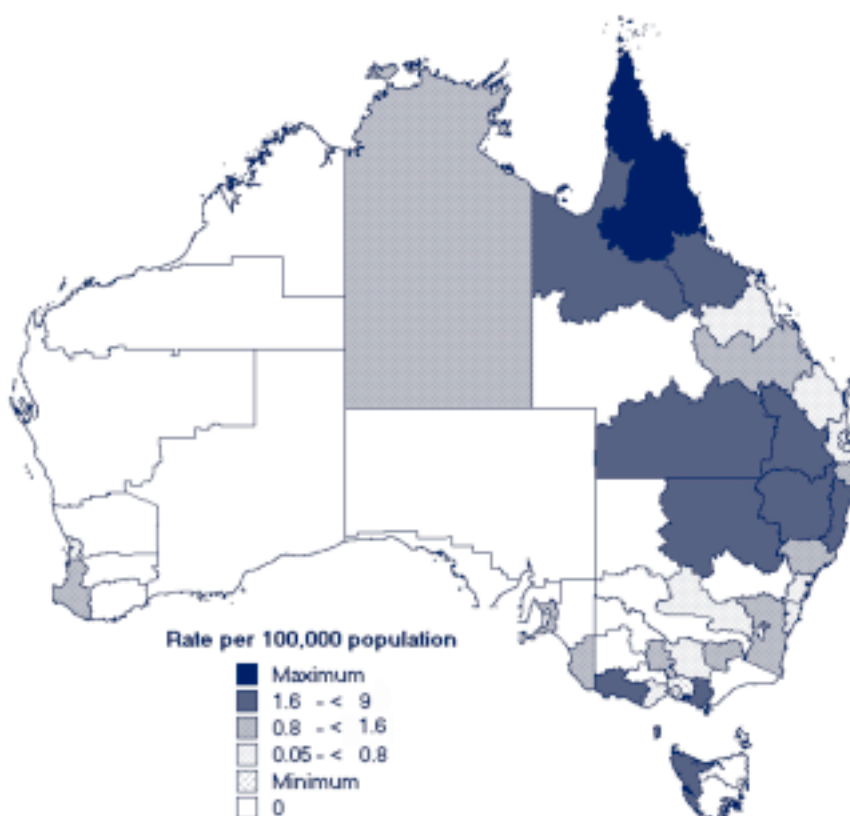 Rate per 100,000 population
Maximum
1.6 - < 9
0.8 - < 1.6
0.05 - < 0.8
Minimum
0